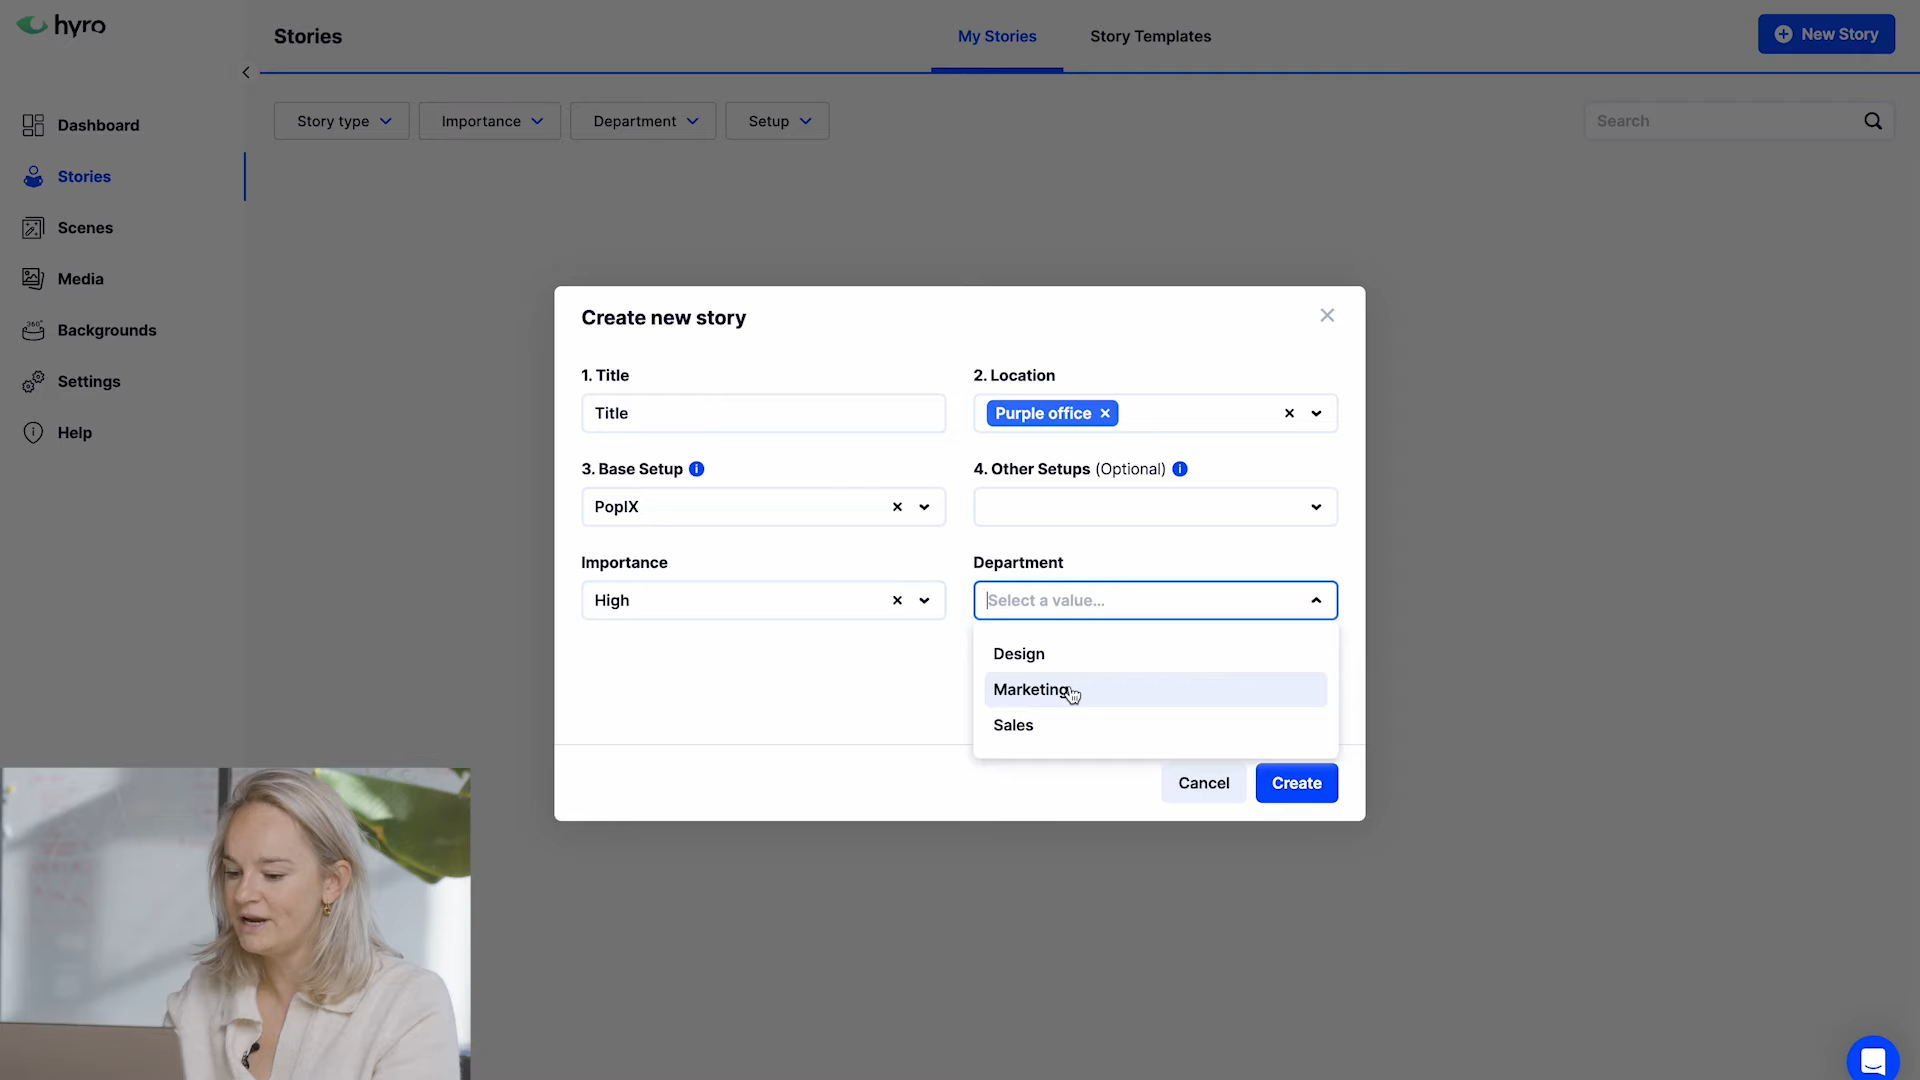 hyro
Stories
My Stories
Story Templates
New Story
Story type
Importance
Department
Setup
Search
Dashboard
Stories
Scenes
Media
Backgrounds
Settings
Help
Create new story
1. Title
2. Location
Title
Purple office
3. Base Setup
4. Other Setups (Optional)
PopIX
Importance
Department
High
Select a value...
Design
Marketing
Sales
Cancel
Create